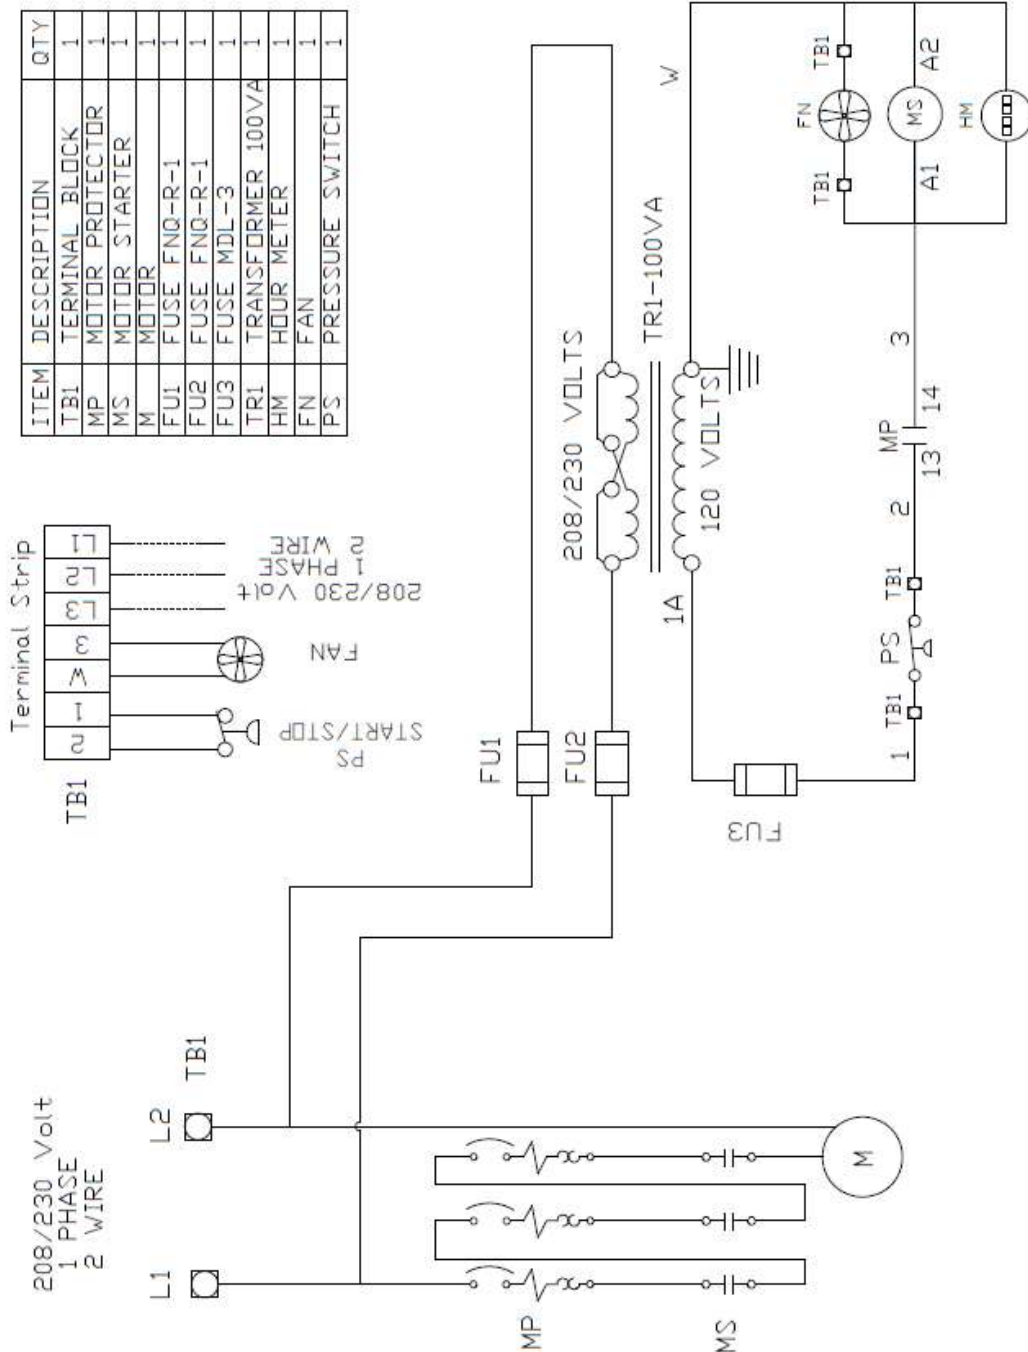 208/230 Volt
1 PHASE
2 WIRE
L1
L2
TB1
MP
MS
M
Terminal Strip
TB1
2
1
W
3
L3
L2
L1
PS
START/STOP
FAN
208/230 Volt
1 PHASE
2 WIRE
ITEM DESCRIPTION QTY
TB1 TERMINAL BLOCK 1
MP MOTOR PROTECTOR 1
MS MOTOR STARTER 1
M MOTOR 1
FU1 FUSE FNQ-R-1 1
FU2 FUSE FNQ-R-1 1
FU3 FUSE MDL-3 1
TR1 TRANSFORMER 100VA 1
HM HOUR METER 1
FN FAN 1
PS PRESSURE SWITCH 1
FU1
FU2
208/230 VOLTS
TR1-100VA
120 VOLTS
1A
W
FU3
1
TB1
PS
TB1
2
MP
13
14
3
TB1
FN
TB1
A1
MS
A2
HM